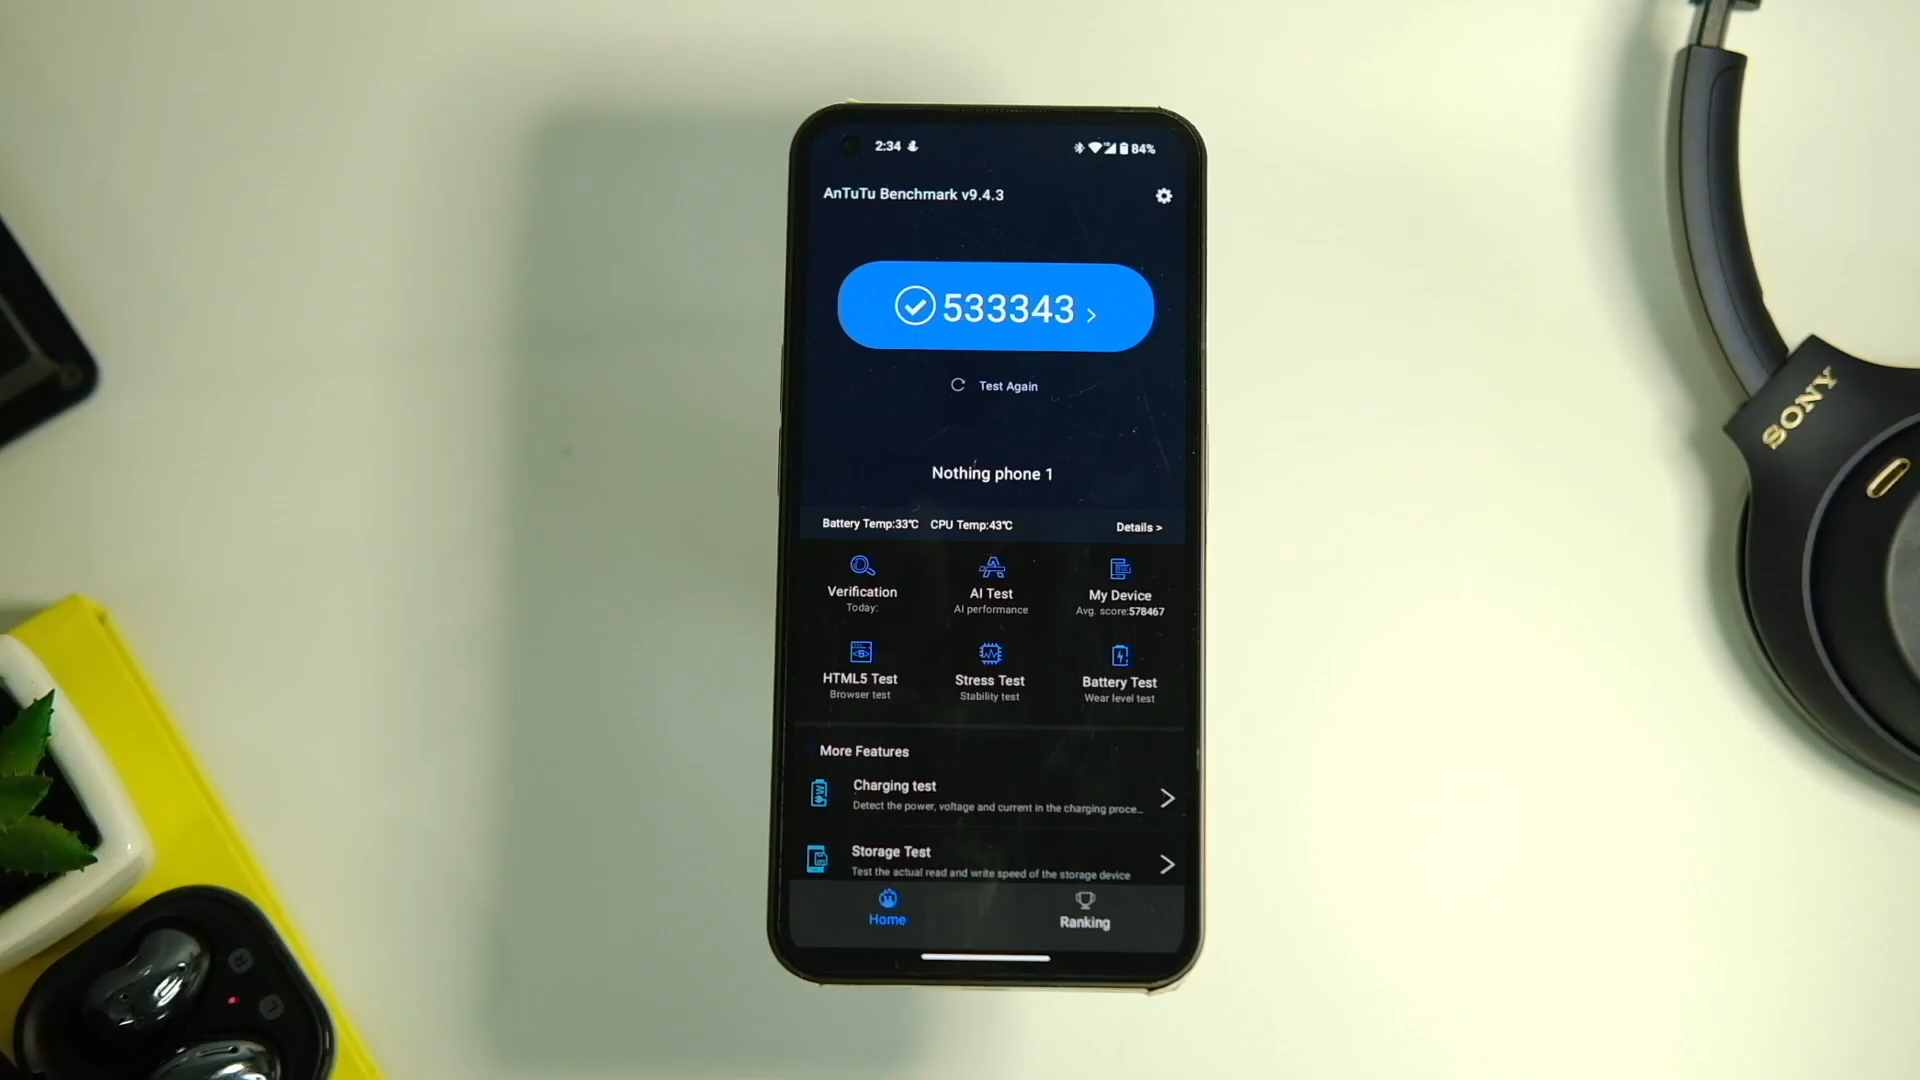 2:34
84%
AnTuTu Benchmark v9.4.3
533343 >
Test Again
Nothing phone 1
Battery Temp:33℃ CPU Temp:43℃ Details >
Verification
Today:
AI Test
AI performance
My Device
Avg. score:578467
HTML5 Test
Browser test
Stress Test
Stability test
Battery Test
Wear level test
More Features
Charging test
Detect the power, voltage and current in the charging proce...
Storage Test
Test the actual read and write speed of the storage device
Home
Ranking
SONY
R
L